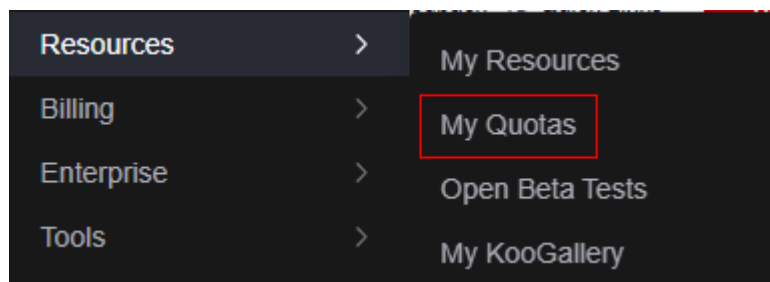 Resources
Billing
Enterprise
Tools
My Resources
My Quotas
Open Beta Tests
My KooGallery